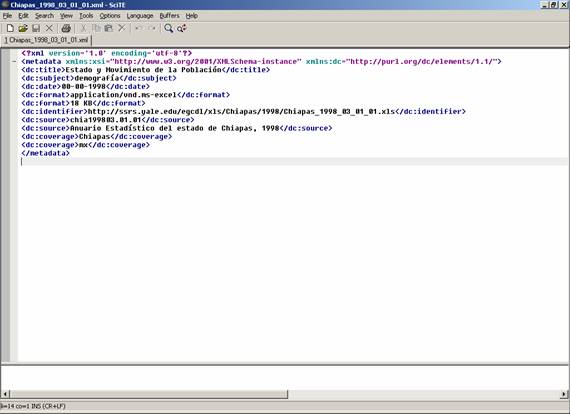 Chiapas_1998_03_01_01.xml - SciTE
File Edit Search View Tools Options Language Buffers Help
1 Chiapas_1998_03_01_01.xml
<?xml version='1.0' encoding='utf-8'?>
<metadata xmlns:xsi="http://www.w3.org/2001/XMLSchema-instance" xmlns:dc="http://purl.org/dc/elements/1.1/">
<dc:title>Estado y Movimiento de la Población</dc:title>
<dc:subject>demografía</dc:subject>
<dc:date>00-00-1998</dc:date>
<dc:format>application/vnd.ms-excel</dc:format>
<dc:format>18 KB</dc:format>
<dc:identifier>http://ssrs.yale.edu/egcdl/xls/Chiapas/1998/Chiapas_1998_03_01_01.xls</dc:identifier>
<dc:source>chia199803.01.01</dc:source>
<dc:source>Anuario Estadístico del estado de Chiapas, 1998</dc:source>
<dc:coverage>Chiapas</dc:coverage>
<dc:coverage>mx</dc:coverage>
</metadata>
li=14 co=1 INS (CR+LF)